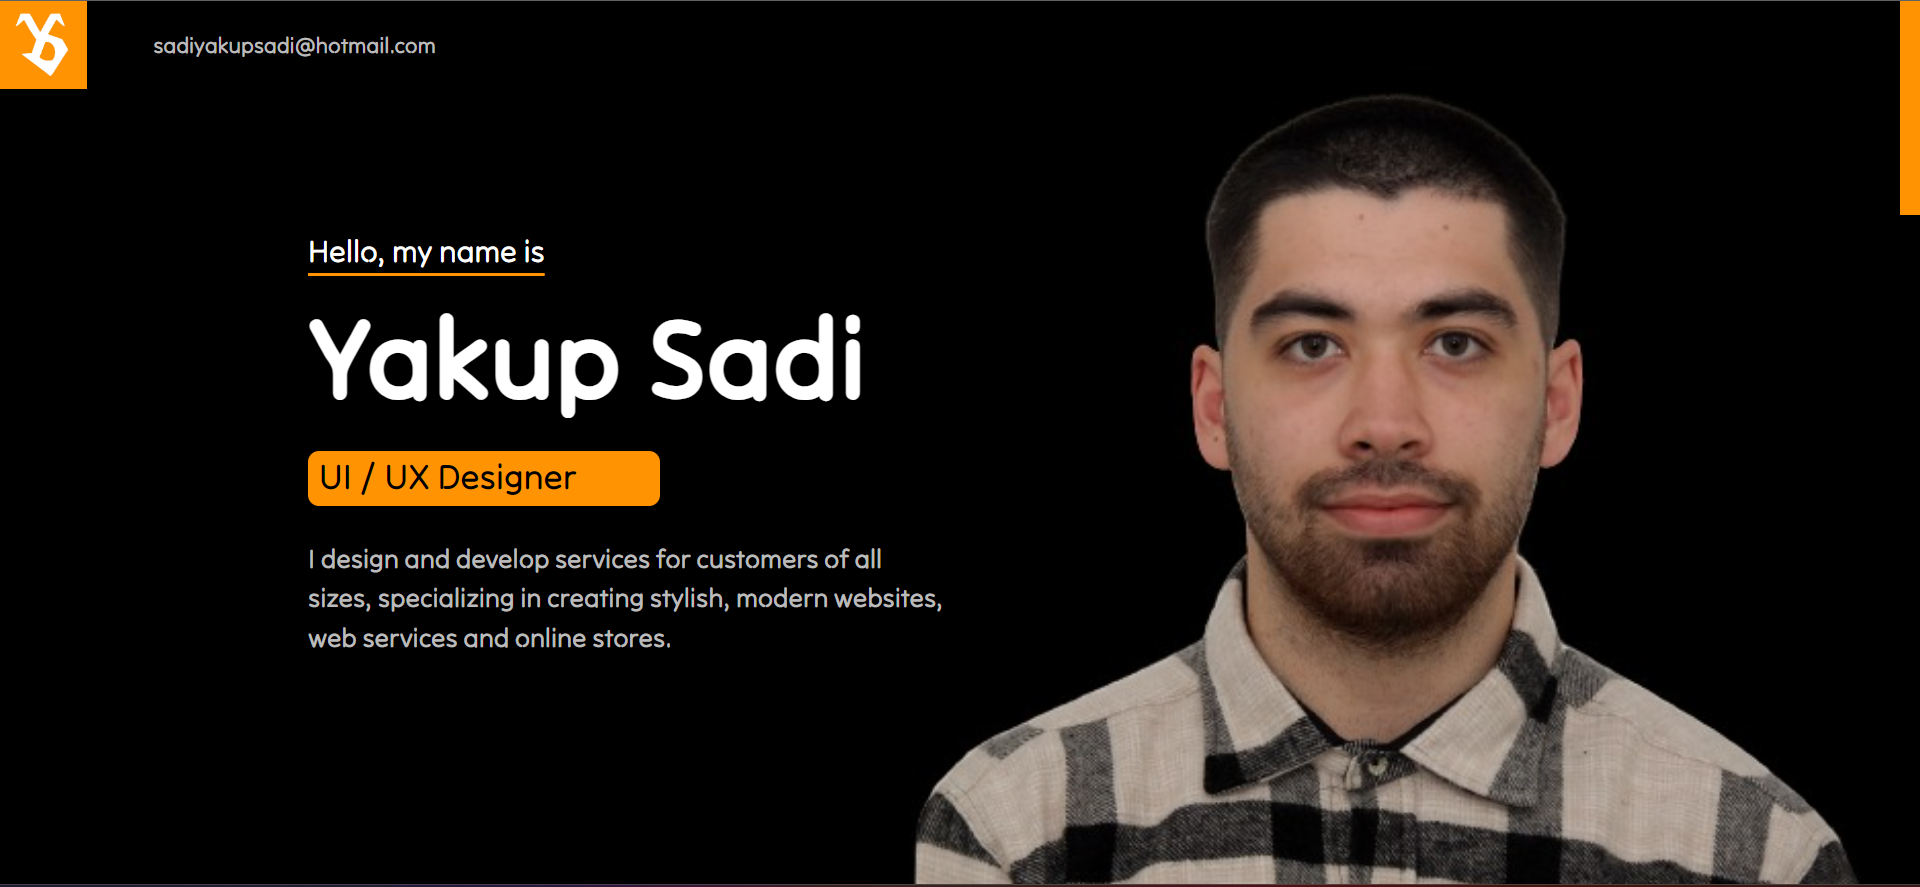 sadiyakupsadi@hotmail.com
Hello, my name is
Yakup Sadi
UI / UX Designer
I design and develop services for customers of all
sizes, specializing in creating stylish, modern websites,
web services and online stores.